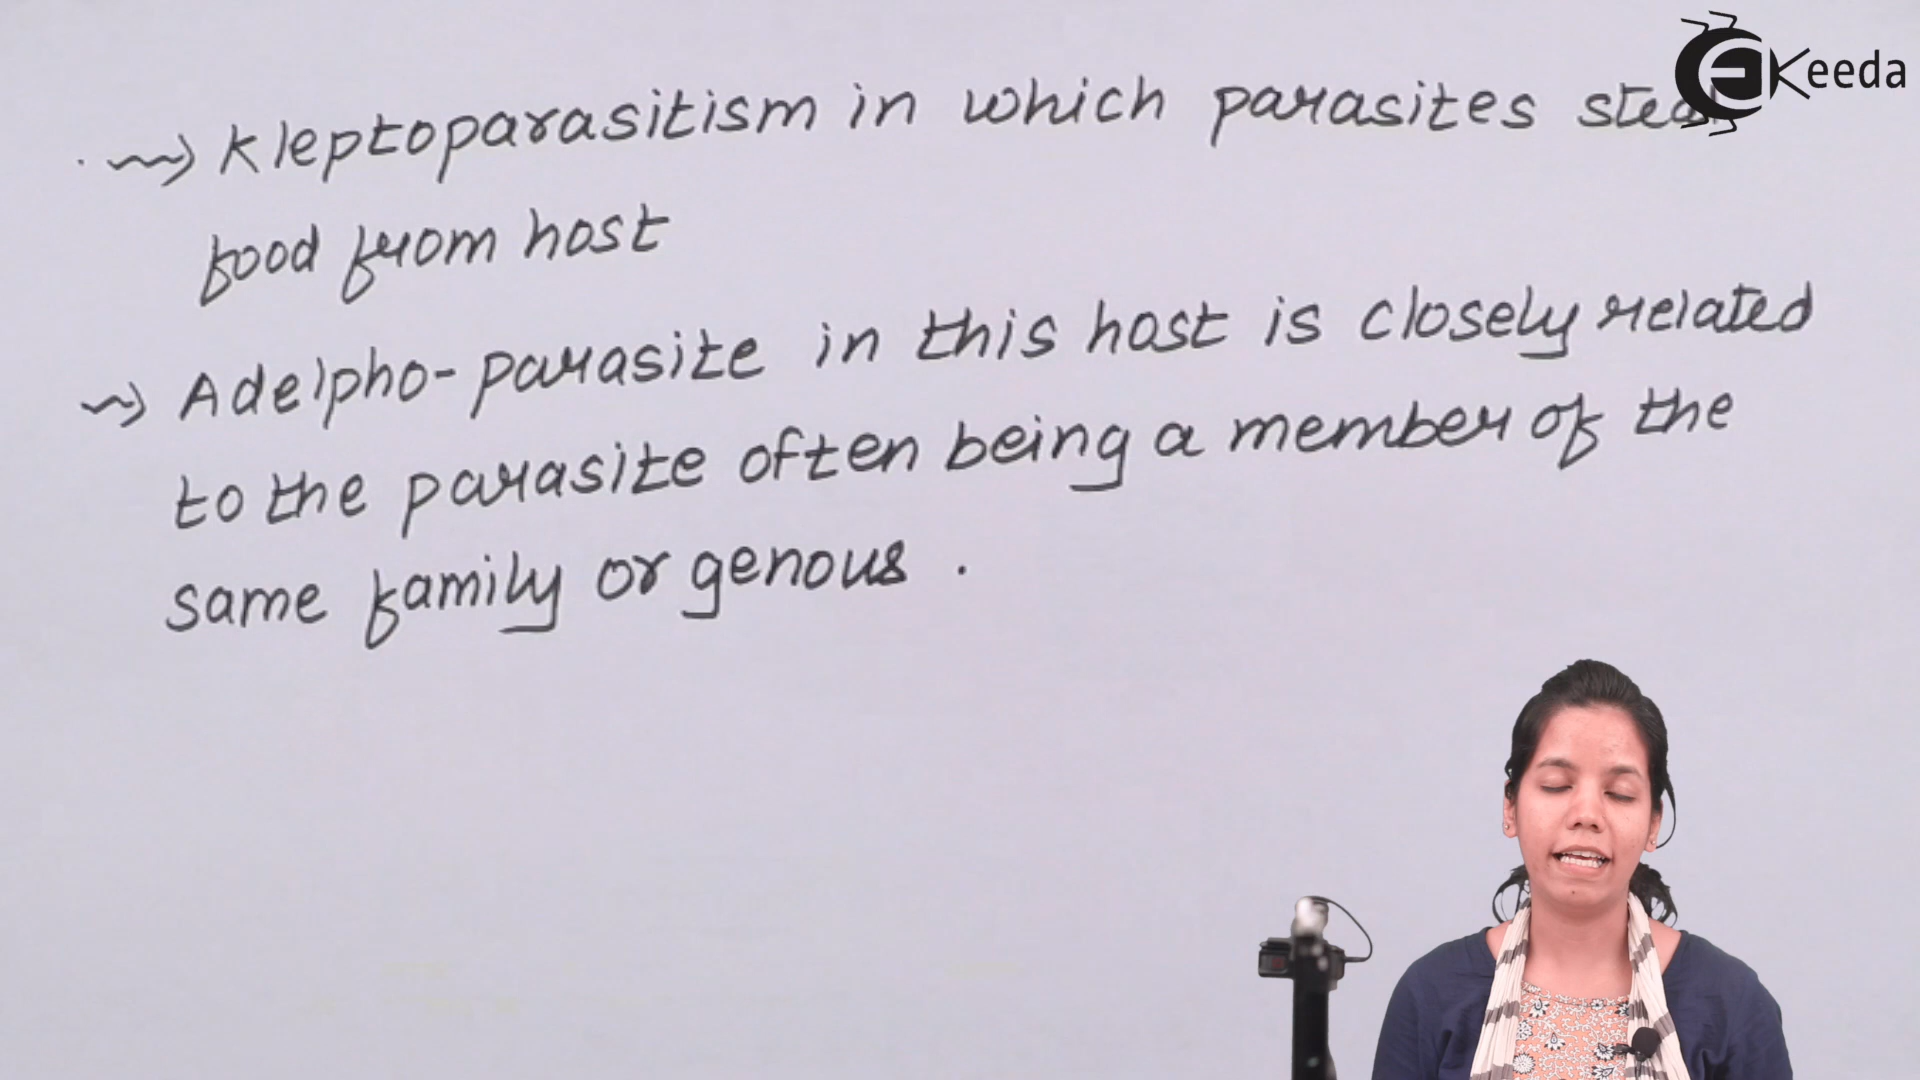 Keeda
⇝ Kleptoparasitism in which parasites steal
food from host
⇝ Adelpho-parasite in this host is closely related
to the parasite often being a member of the
same family or genous .